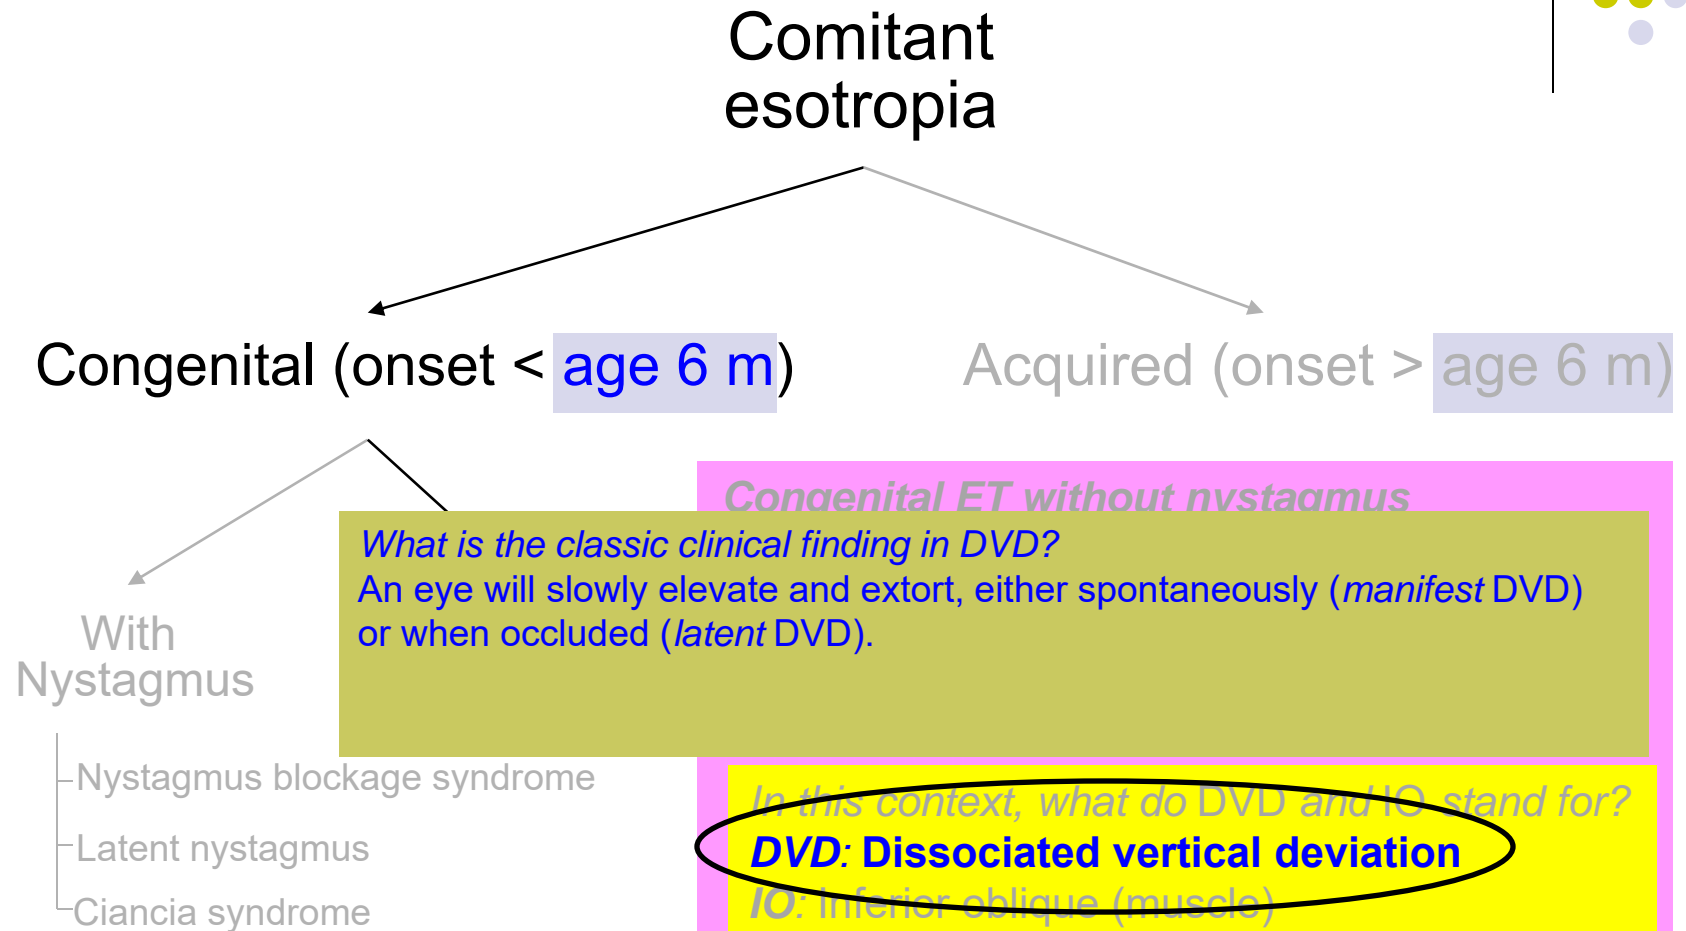 Comitant
esotropia
Congenital (onset < age 6 m)
Acquired (onset > age 6 m)
Congenital ET without nystagmus
What is the classic clinical finding in DVD?
An eye will slowly elevate and extort, either spontaneously (manifest DVD)
or when occluded (latent DVD).
With
Nystagmus
Nystagmus blockage syndrome
Latent nystagmus
Ciancia syndrome
In this context, what do DVD and IO stand for?
DVD: Dissociated vertical deviation
IO: Inferior oblique (muscle)